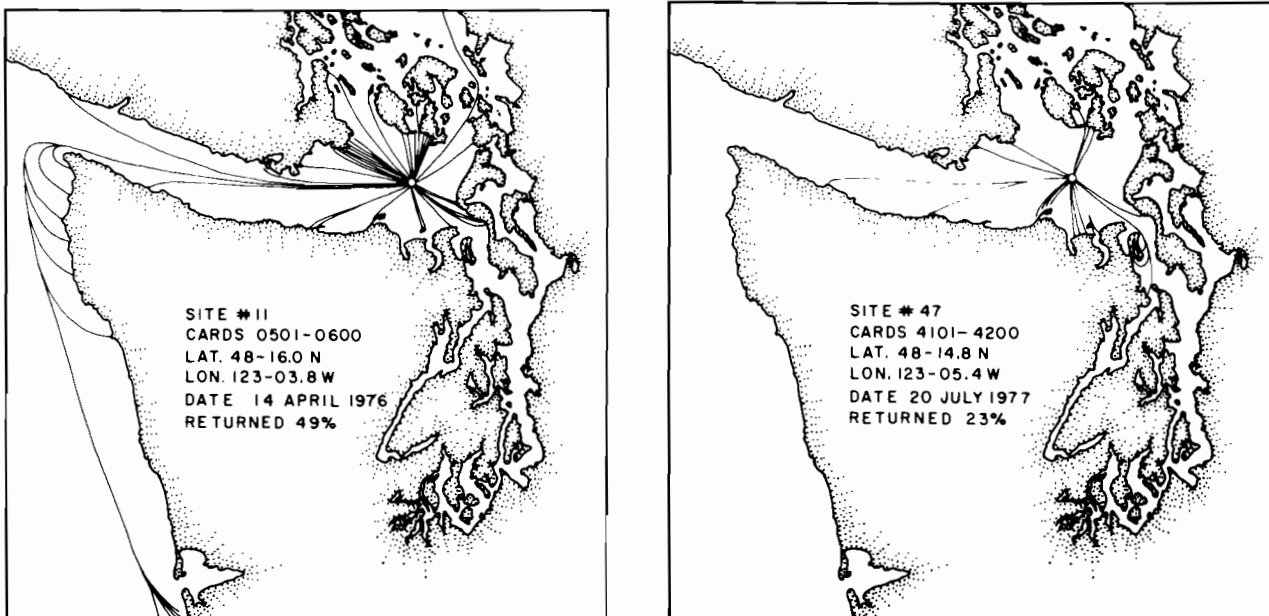 SITE #11
CARDS 0501-0600
LAT. 48-16.0 N
LON. 123-03.8 W
DATE 14 APRIL 1976
RETURNED 49%
SITE # 47
CARDS 4101-4200
LAT. 48-14.8 N
LON. 123-05.4 W
DATE 20 JULY 1977
RETURNED 23%